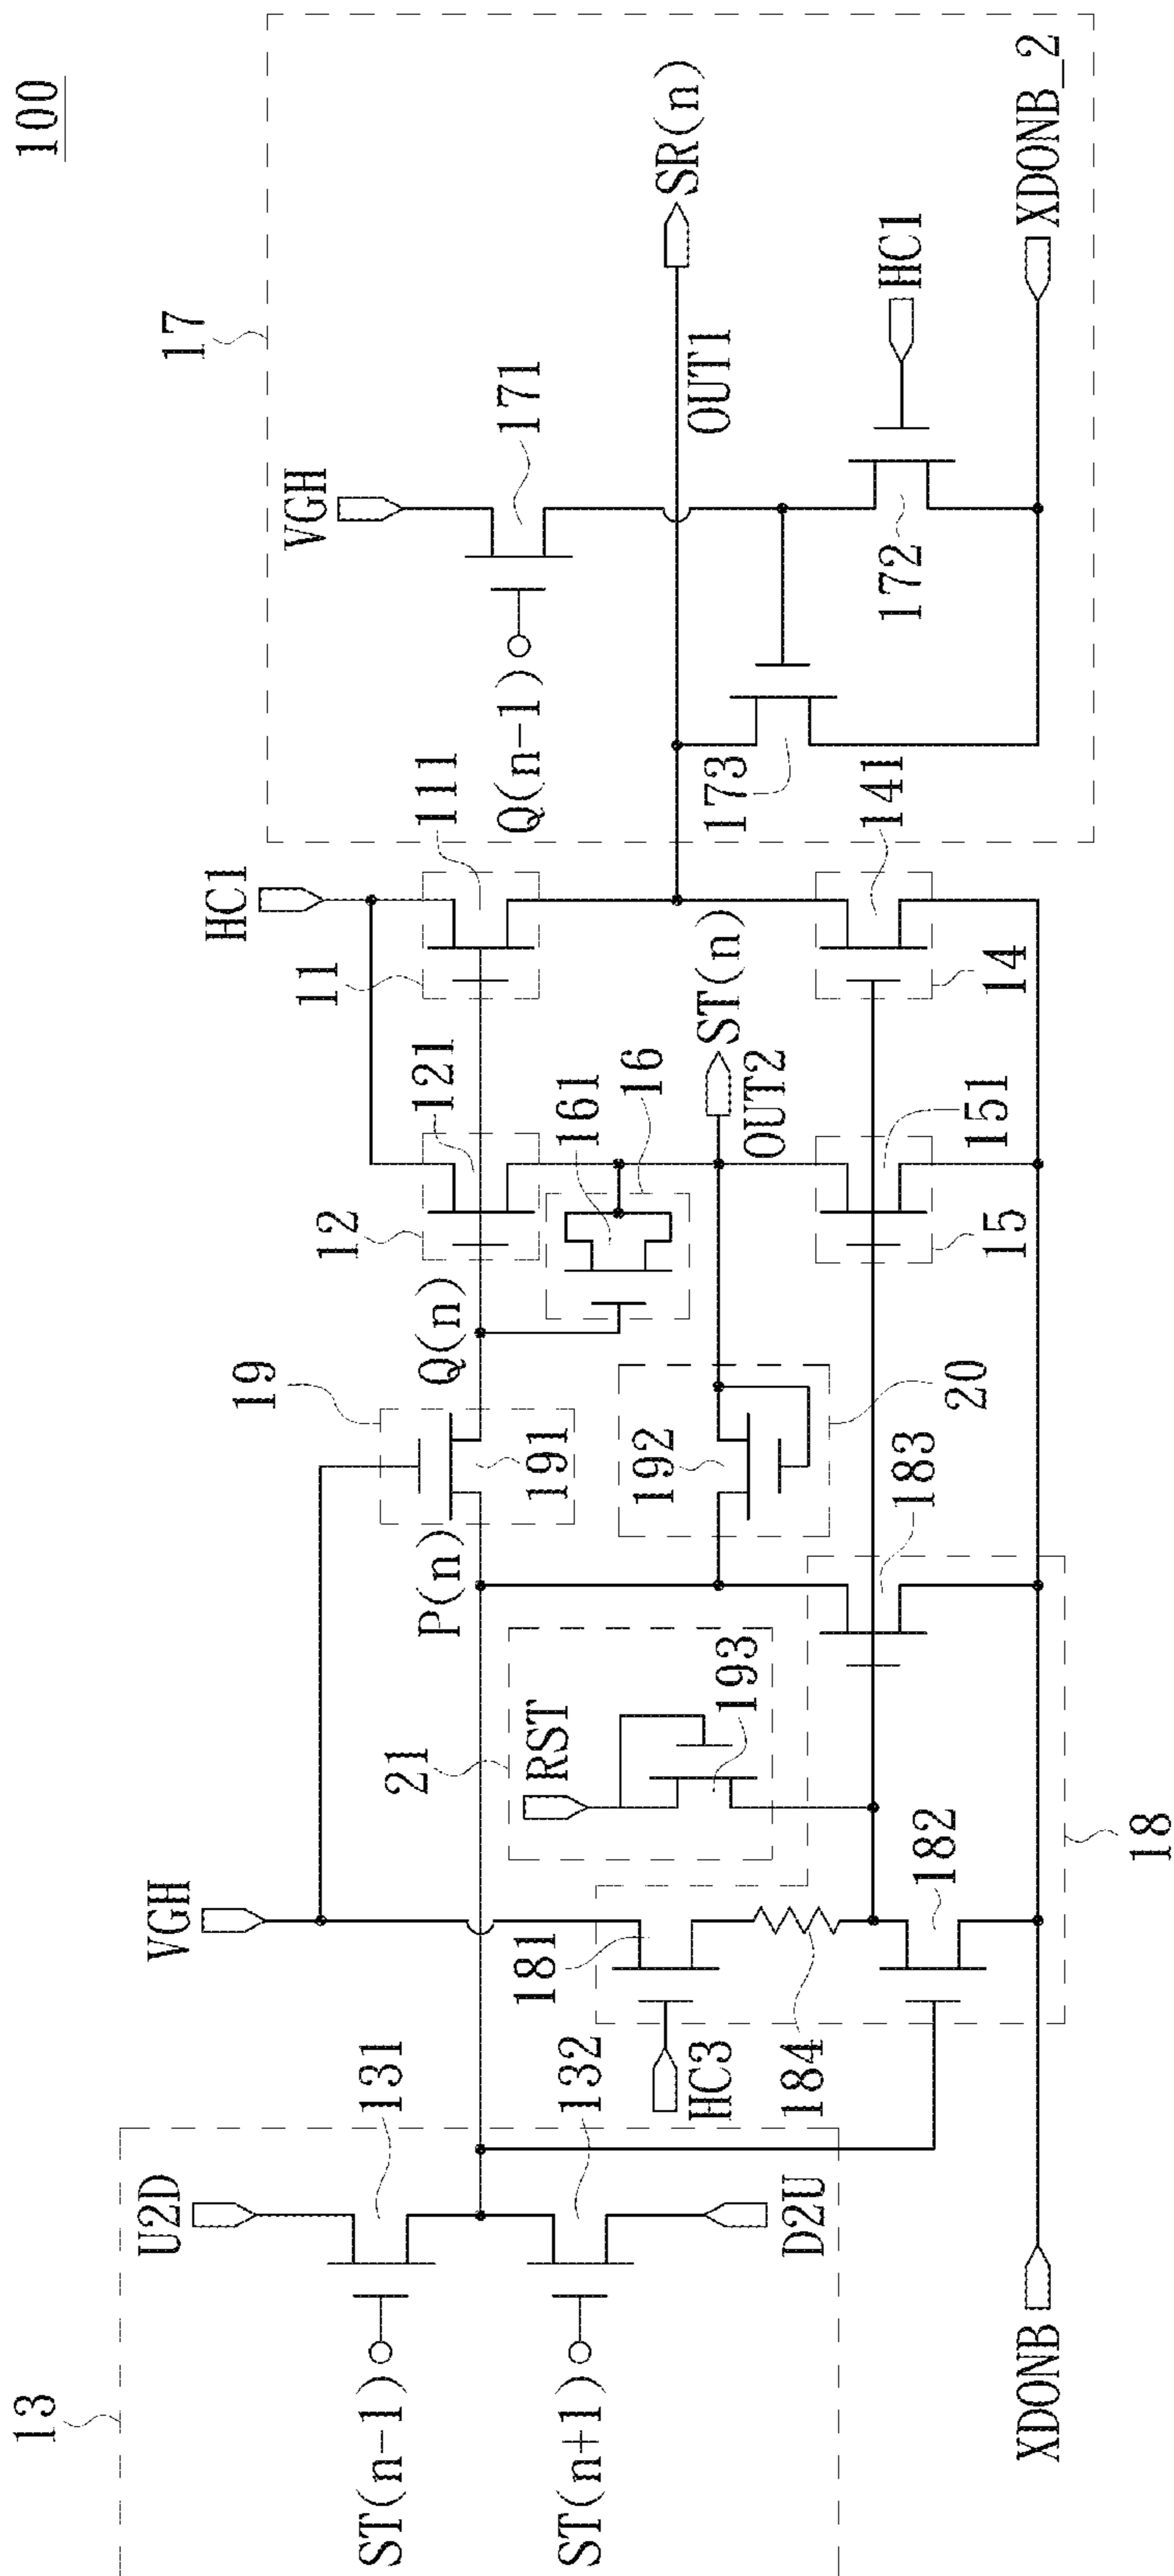 100
13
U2D
131
ST(n-1)
132
ST(n+1)
D2U
VGH
19
P(n)
Q(n)
191
21
RST
193
181
HC3
184
182
18
183
192
20
XDONB
HC1
12
121
11
111
161
16
ST(n)
OUT2
15
151
14
141
17
VGH
171
Q(n-1)
SR(n)
OUT1
173
172
HC1
XDONB_2